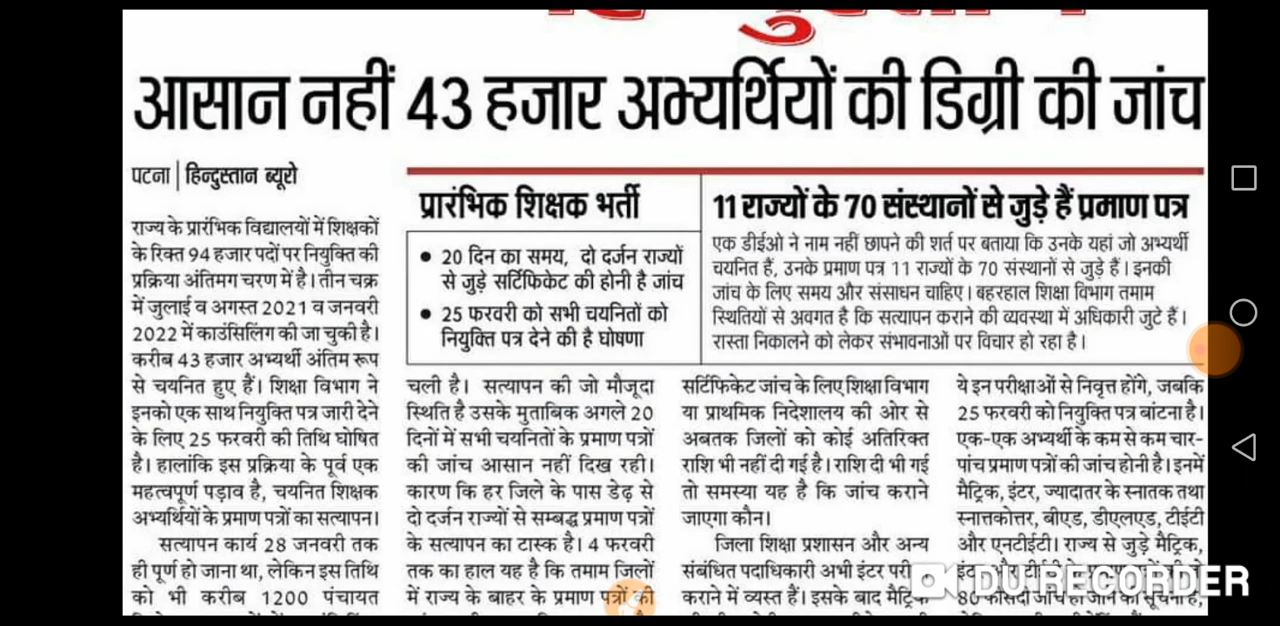 आसान नहीं 43 हजार अभ्यर्थियों की डिग्री की जांच
पटना | हिन्दुस्तान ब्यूरो
राज्य के प्रारंभिक विद्यालयों में शिक्षकों
के रिक्त 94 हजार पदों पर नियुक्ति की
प्रक्रिया अंतिमग चरण में है। तीन चक्र
में जुलाई व अगस्त 2021 व जनवरी
2022 में काउंसिलिंग की जा चुकी है।
करीब 43 हजार अभ्यर्थी अंतिम रूप
से चयनित हुए हैं। शिक्षा विभाग ने
इनको एक साथ नियुक्ति पत्र जारी देने
के लिए 25 फरवरी की तिथि घोषित
है। हालांकि इस प्रक्रिया के पूर्व एक
महत्वपूर्ण पड़ाव है, चयनित शिक्षक
अभ्यर्थियों के प्रमाण पत्रों का सत्यापन।
सत्यापन कार्य 28 जनवरी तक
ही पूर्ण हो जाना था, लेकिन इस तिथि
को भी करीब 1200 पंचायत
प्रारंभिक शिक्षक भर्ती
• 20 दिन का समय, दो दर्जन राज्यों
से जुड़े सर्टिफिकेट की होनी है जांच
• 25 फरवरी को सभी चयनितों को
नियुक्ति पत्र देने की है घोषणा
11 राज्यों के 70 संस्थानों से जुड़े हैं प्रमाण पत्र
एक डीईओ ने नाम नहीं छापने की शर्त पर बताया कि उनके यहां जो अभ्यर्थी
चयनित हैं, उनके प्रमाण पत्र 11 राज्यों के 70 संस्थानों से जुड़े हैं। इनकी
जांच के लिए समय और संसाधन चाहिए। बहरहाल शिक्षा विभाग तमाम
स्थितियों से अवगत है कि सत्यापन कराने की व्यवस्था में अधिकारी जुटे हैं।
रास्ता निकालने को लेकर संभावनाओं पर विचार हो रहा है।
चली है। सत्यापन की जो मौजूदा
स्थिति है उसके मुताबिक अगले 20
दिनों में सभी चयनितों के प्रमाण पत्रों
की जांच आसान नहीं दिख रही।
कारण कि हर जिले के पास डेढ़ से
दो दर्जन राज्यों से सम्बद्ध प्रमाण पत्रों
के सत्यापन का टास्क है। 4 फरवरी
तक का हाल यह है कि तमाम जिलों
में राज्य के बाहर के प्रमाण पत्रों की
सर्टिफिकेट जांच के लिए शिक्षा विभाग
या प्राथमिक निदेशालय की ओर से
अबतक जिलों को कोई अतिरिक्त
राशि भी नहीं दी गई है। राशि दी भी गई
तो समस्या यह है कि जांच कराने
जाएगा कौन।
जिला शिक्षा प्रशासन और अन्य
संबंधित पदाधिकारी अभी इंटर
कराने में व्यस्त हैं। इसके बाद
ये इन परीक्षाओं से निवृत्त होंगे, जबकि
25 फरवरी को नियुक्ति पत्र बांटना है।
एक-एक अभ्यर्थी के कम से कम चार-
पांच प्रमाण पत्रों की जांच होनी है। इनमें
मैट्रिक, इंटर, ज्यादातर के स्नातक तथा
स्नात्तकोत्तर, बीएड, डीएलएड, टीईटी
और एनटीईटी। राज्य से जुड़े मैट्रिक,
80 फीसदी जांच हो जाने की सूचना है,
DU RECORDER